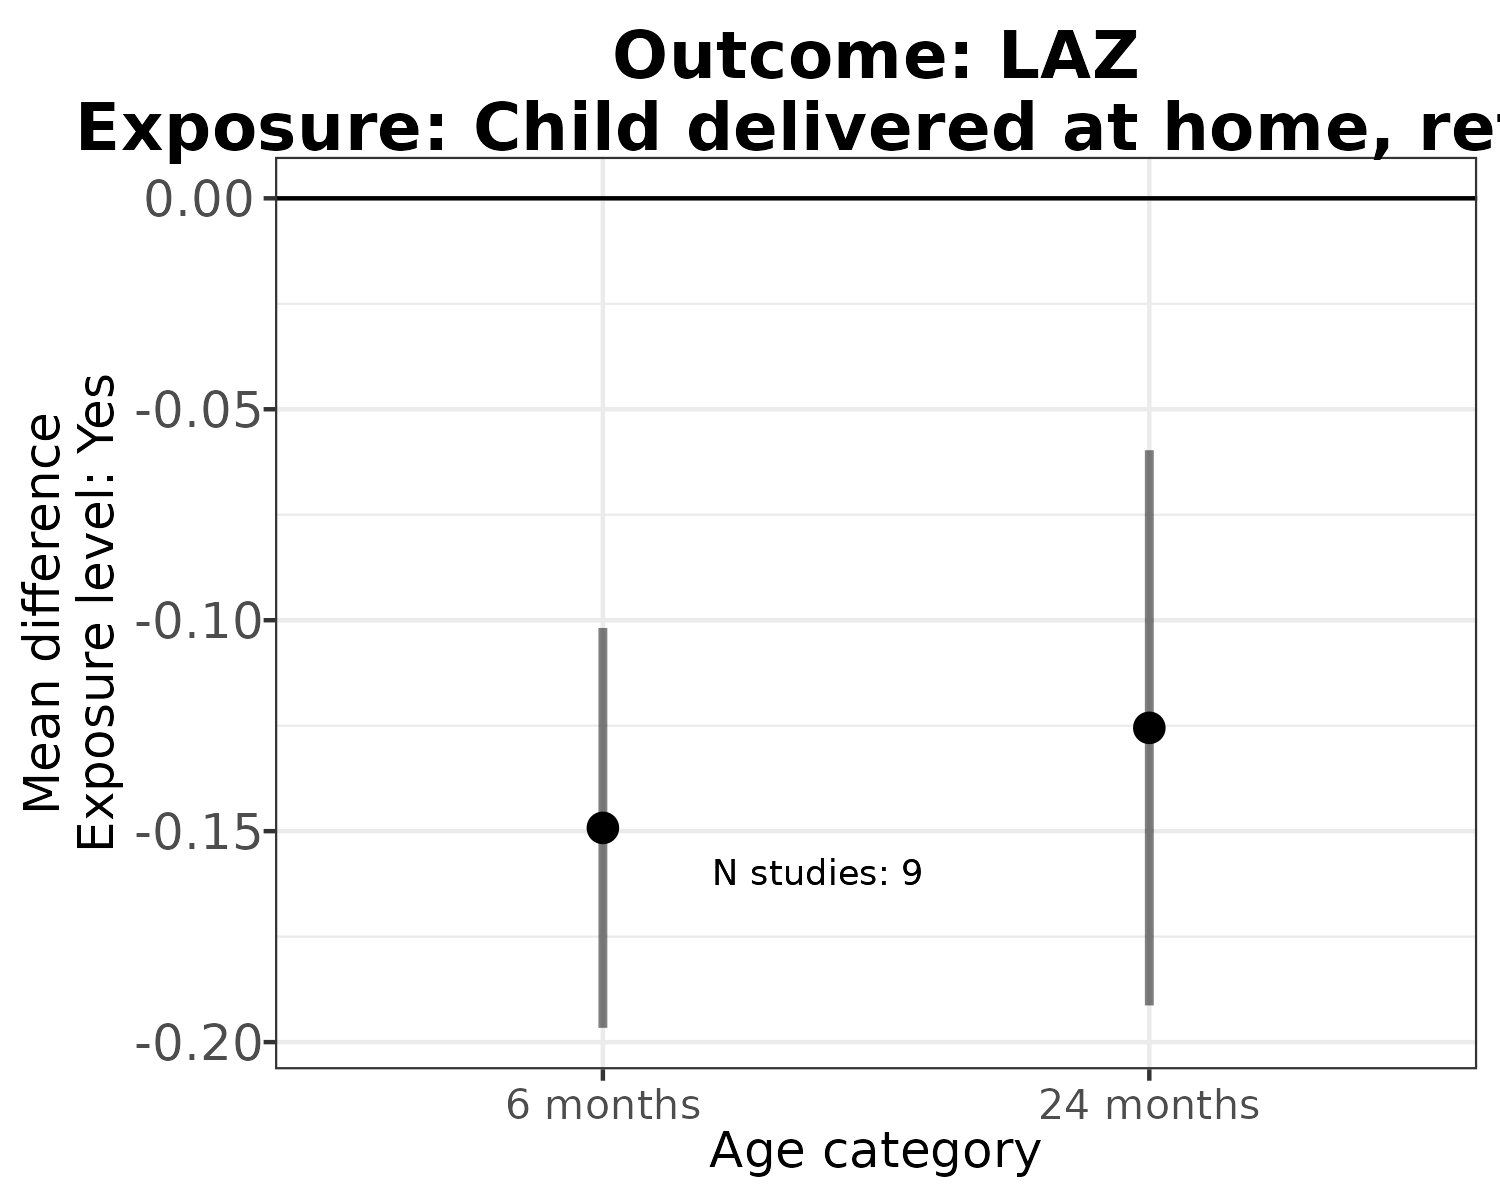 Outcome: LAZ
Exposure: Child delivered at home, ref
0.00
-0.05
-0.10
-0.15
-0.20
Mean difference
Exposure level: Yes
N studies: 9
6 months
24 months
Age category